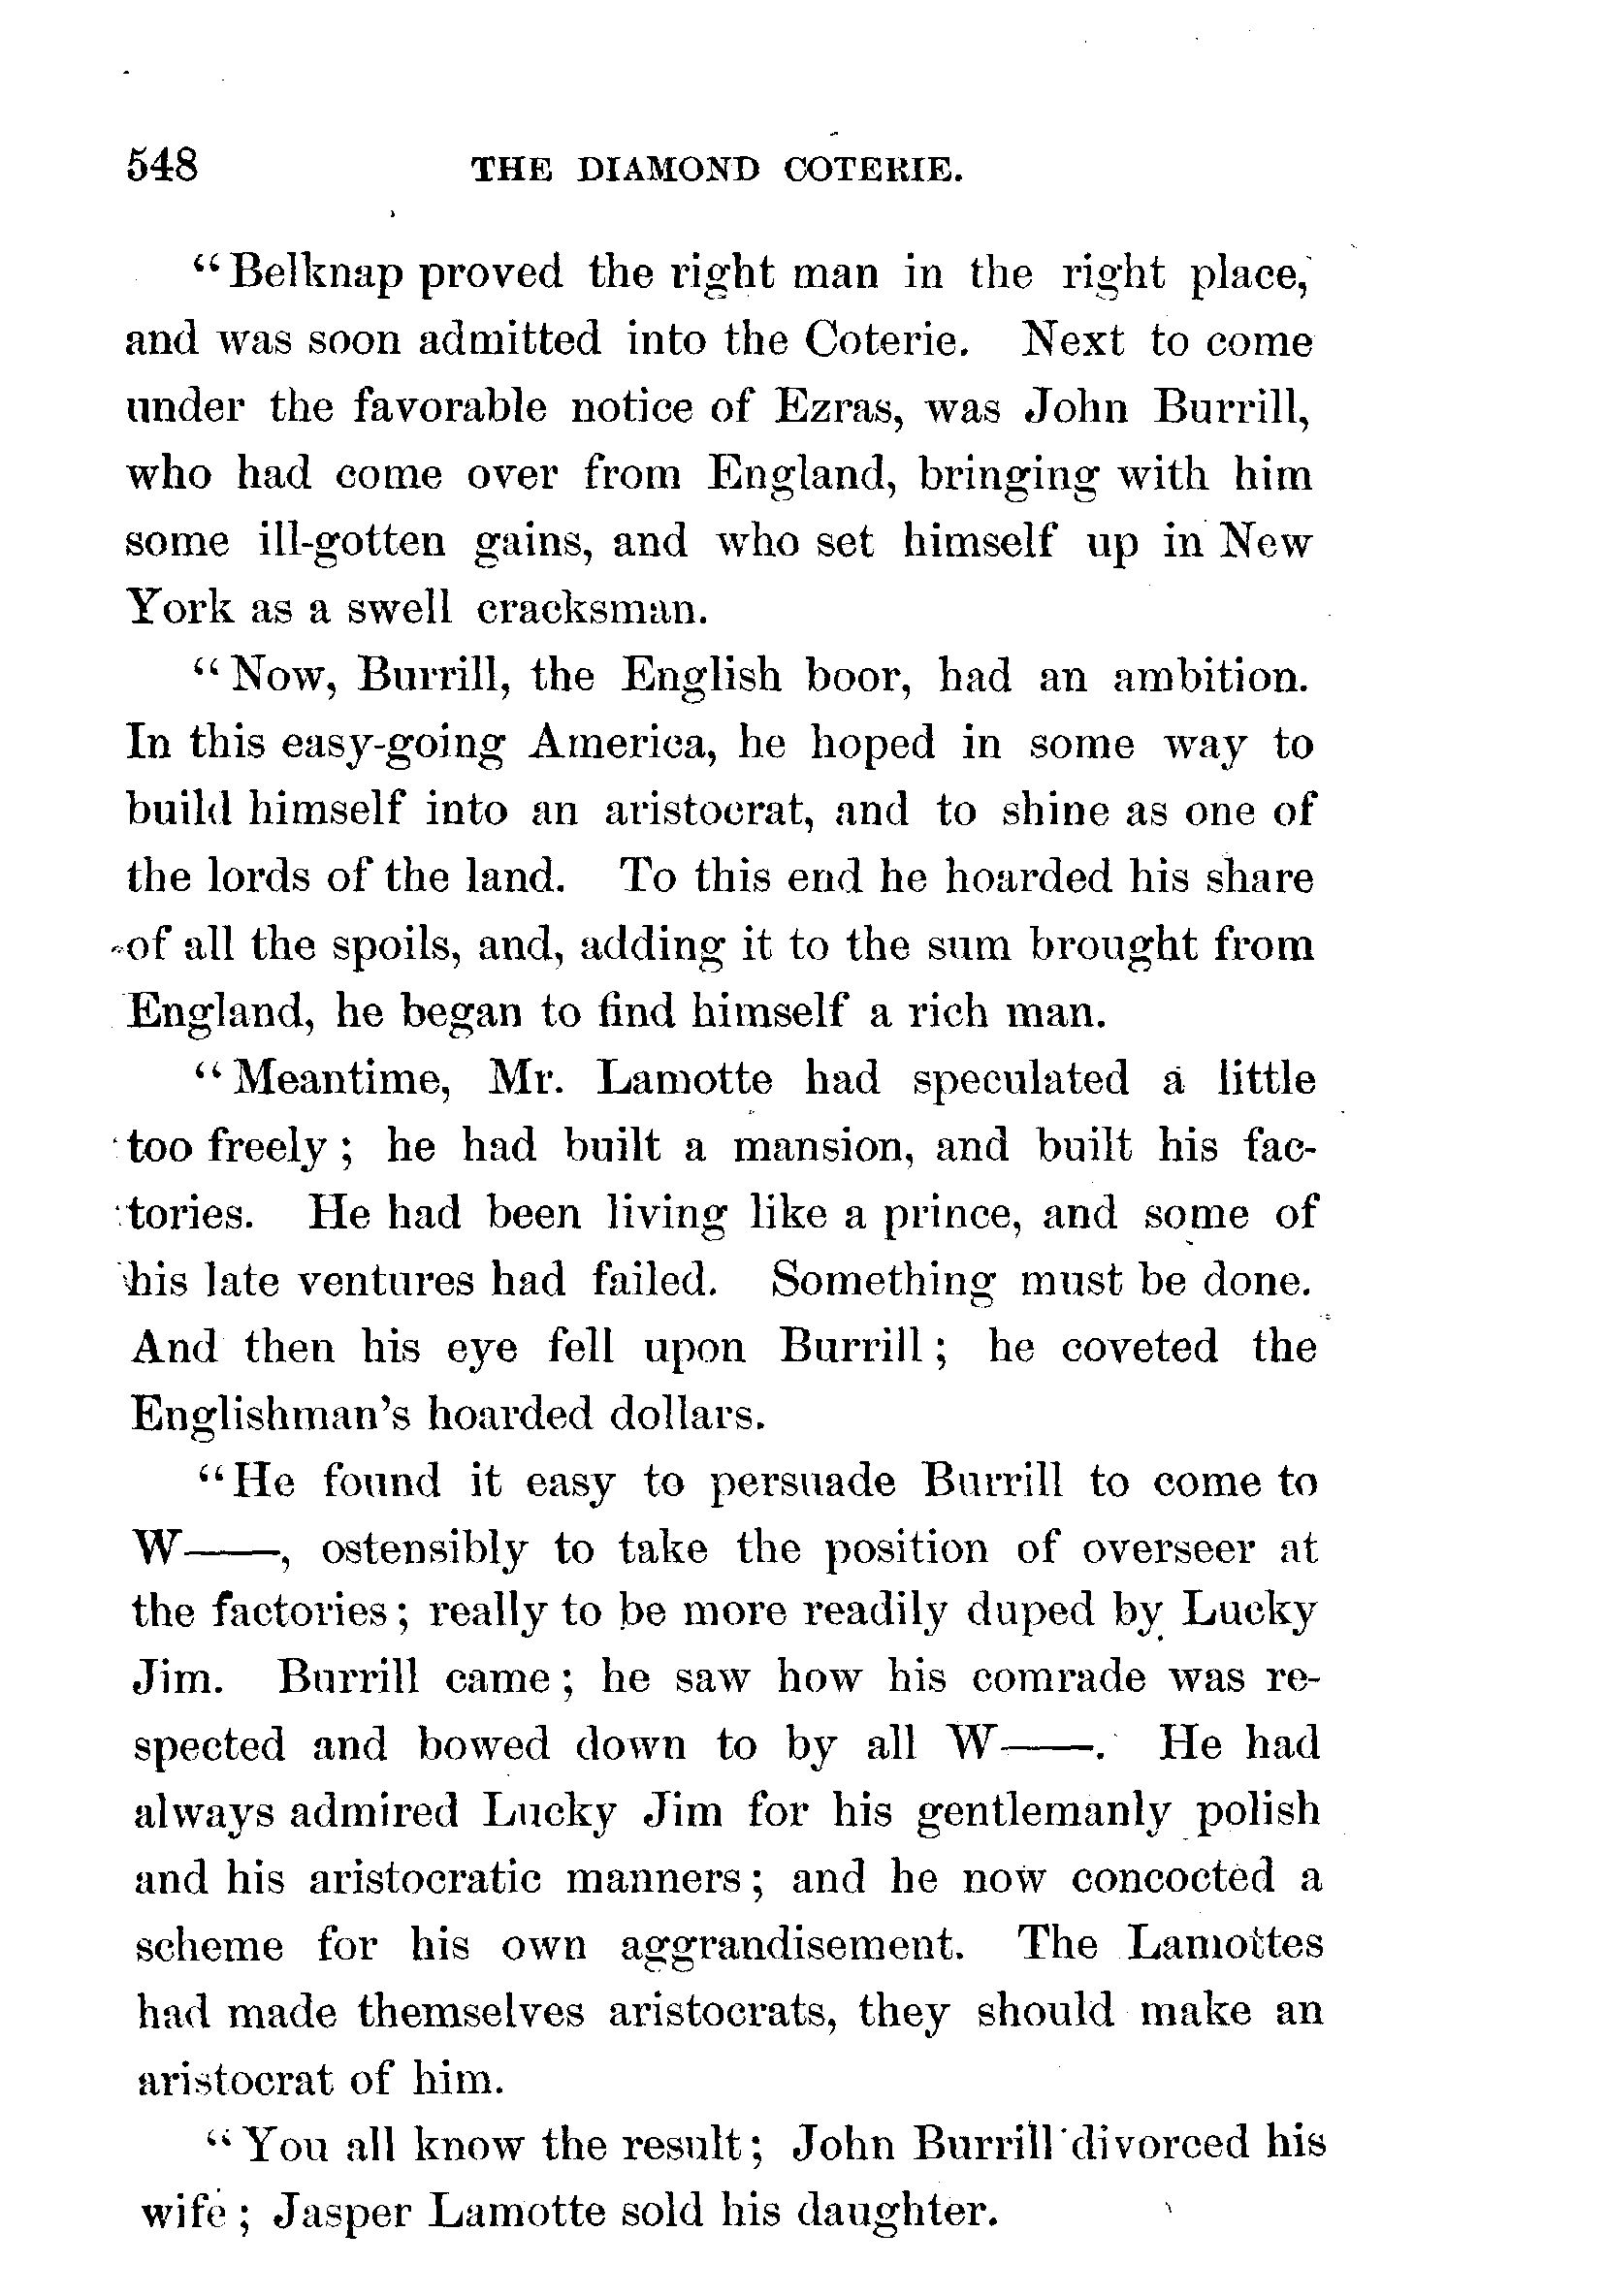 548 THE DIAMOND COTERIE.
“Belknap proved the right man in the right place,
and was soon admitted into the Coterie. Next to come
under the favorable notice of Ezras, was John Burrill,
who had come over from England, bringing with him
some ill-gotten gains, and who set himself up in New
York as a swell cracksman.
“Now, Burrill, the English boor, had an ambition.
In this easy-going America, he hoped in some way to
build himself into an aristocrat, and to shine as one of
the lords of the land. To this end he hoarded his share
of all the spoils, and, adding it to the sum brought from
England, he began to find himself a rich man.
“Meantime, Mr. Lamotte had speculated a little
too freely; he had built a mansion, and built his fac-
tories. He had been living like a prince, and some of
his late ventures had failed. Something must be done.
And then his eye fell upon Burrill; he coveted the
Englishman's hoarded dollars.
“He found it easy to persuade Burrill to come to
W——, ostensibly to take the position of overseer at
the factories; really to be more readily duped by Lucky
Jim. Burrill came; he saw how his comrade was re-
spected and bowed down to by all W——. He had
always admired Lucky Jim for his gentlemanly polish
and his aristocratic manners; and he now concocted a
scheme for his own aggrandisement. The Lamottes
had made themselves aristocrats, they should make an
aristocrat of him.
“You all know the result; John Burrill divorced his
wife; Jasper Lamotte sold his daughter.